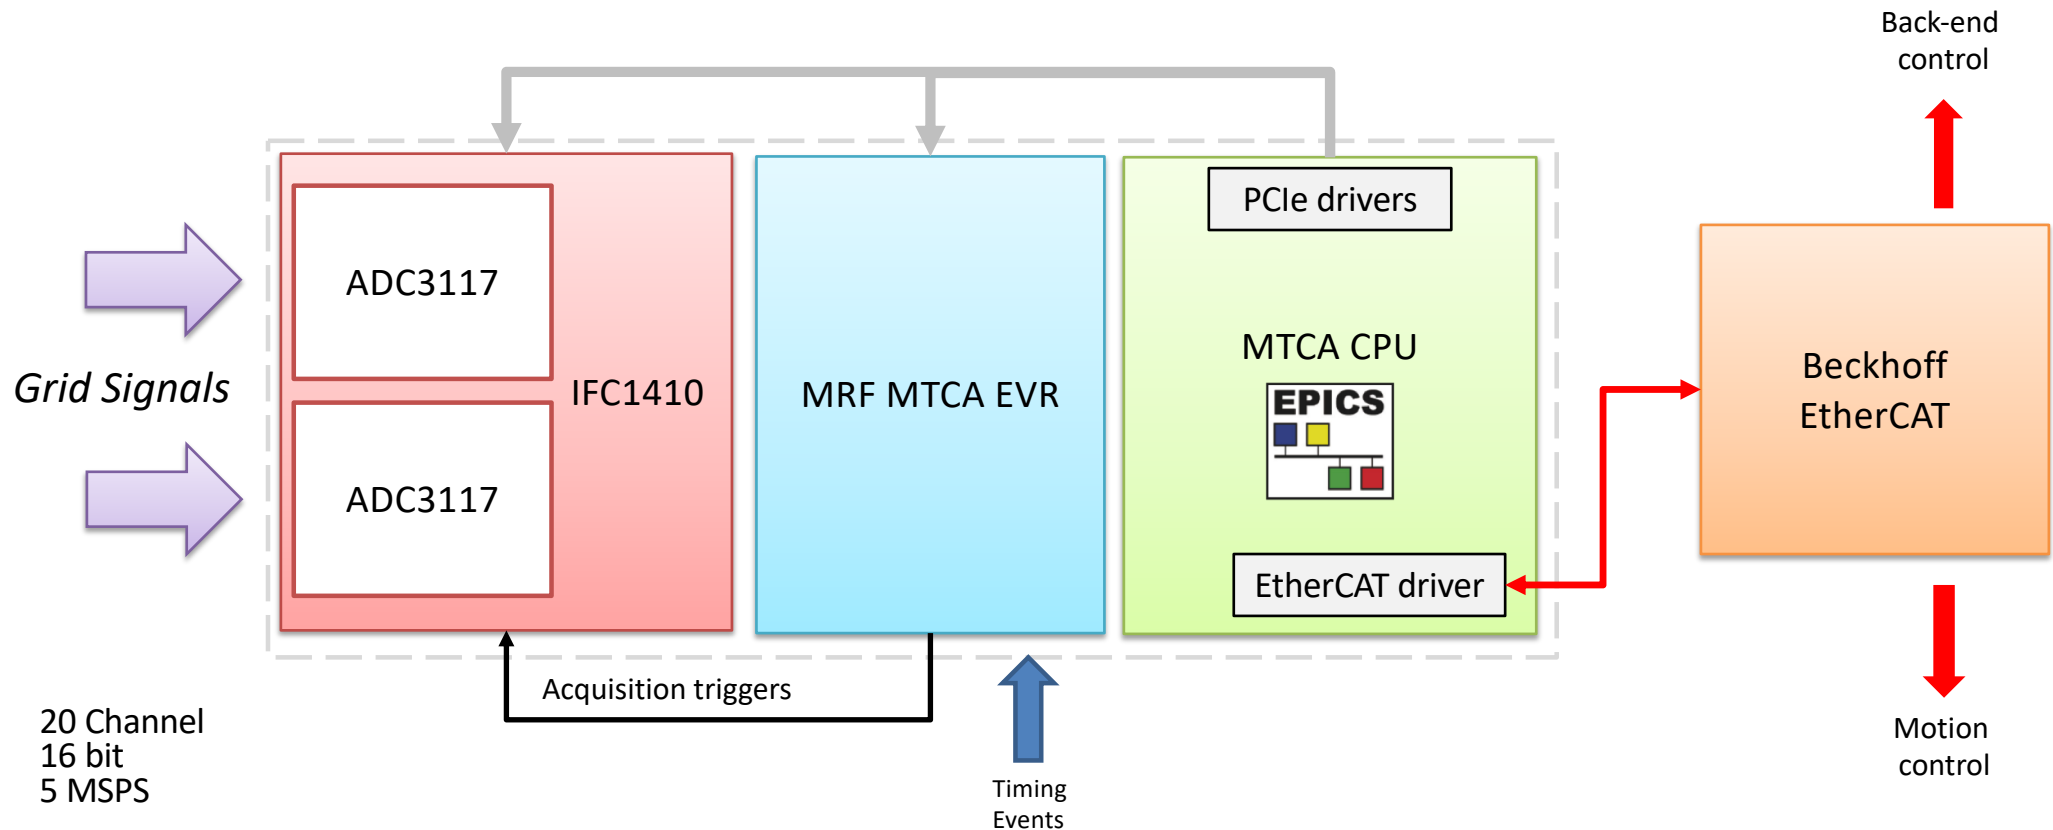 Back-end
control
PCIe drivers
ADC3117
MTCA CPU
Beckhoff
EtherCAT
Grid Signals
IFC1410
MRF MTCA EVR
EPICS
ADC3117
EtherCAT driver
Acquisition triggers
20 Channel
16 bit
5 MSPS
Timing
Events
Motion
control